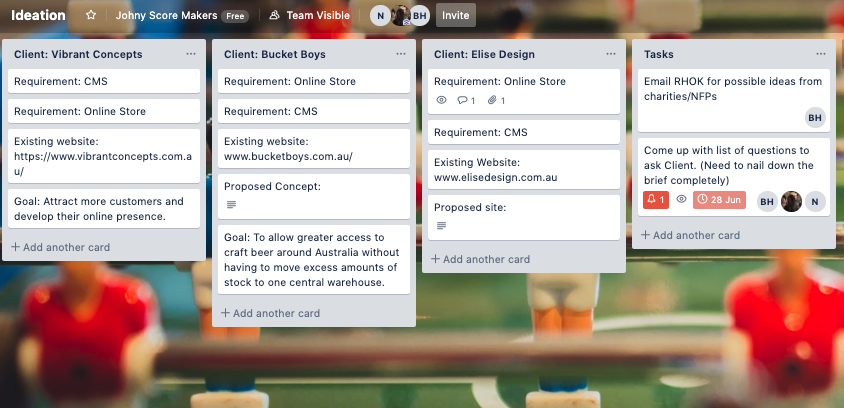 Ideation
Johny Score Makers Free
Team Visible
N BH
Invite
Client: Vibrant Concepts
Requirement: CMS
Requirement: Online Store
Existing website:
https://www.vibrantconcepts.com.a
u/
Goal: Attract more customers and
develop their online presence.
+ Add another card
Client: Bucket Boys
Requirement: Online Store
Requirement: CMS
Existing website:
www.bucketboys.com.au/
Proposed Concept:
Goal: To allow greater access to
craft beer around Australia without
having to move excess amounts of
stock to one central warehouse.
+ Add another card
Client: Elise Design
Requirement: Online Store
1 1
Requirement: CMS
Existing Website:
www.elisedesign.com.au
Proposed site:
+ Add another card
Tasks
Email RHOK for possible ideas from
charities/NFPs
BH
Come up with list of questions to
ask Client. (Need to nail down the
brief completely)
1 28 Jun BH N
+ Add another card